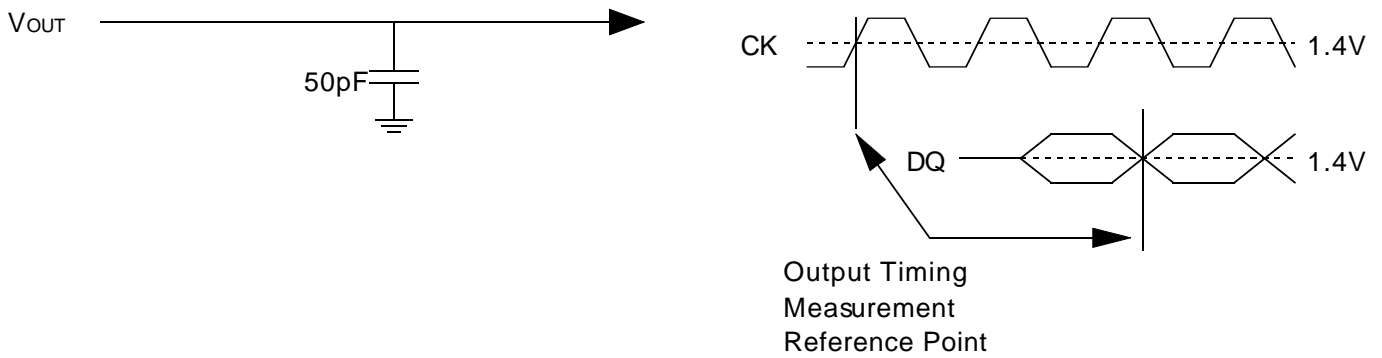 VOUT
50pF
CK
1.4V
DQ
1.4V
Output Timing
Measurement
Reference Point